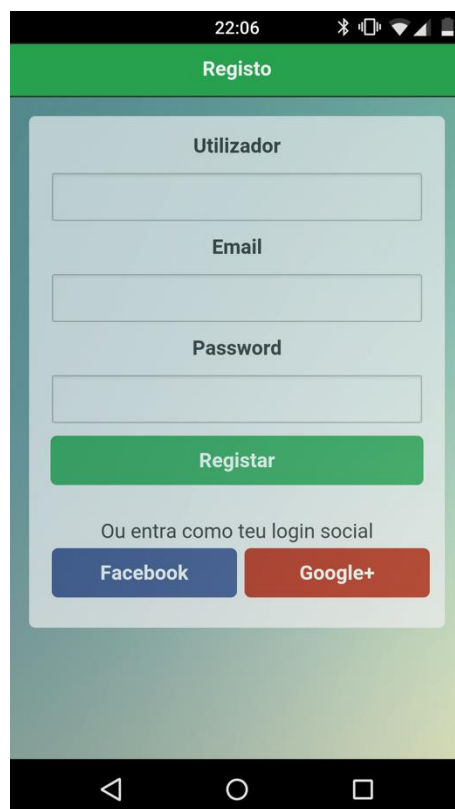 22:06
Registo
Utilizador
Email
Password
Registar
Ou entra como teu login social
Facebook Google+